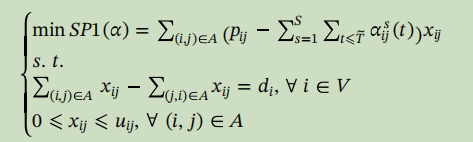 min SP1(α) = ∑_{(i,j)∈A} (p_{ij} − ∑_{s=1}^{S} ∑_{t⩽T̃} α_{ij}^{s}(t))x_{ij}
s. t.
∑_{(i,j)∈A} x_{ij} − ∑_{(j,i)∈A} x_{ij} = d_i, ∀ i ∈ V
0 ⩽ x_{ij} ⩽ u_{ij}, ∀ (i, j) ∈ A